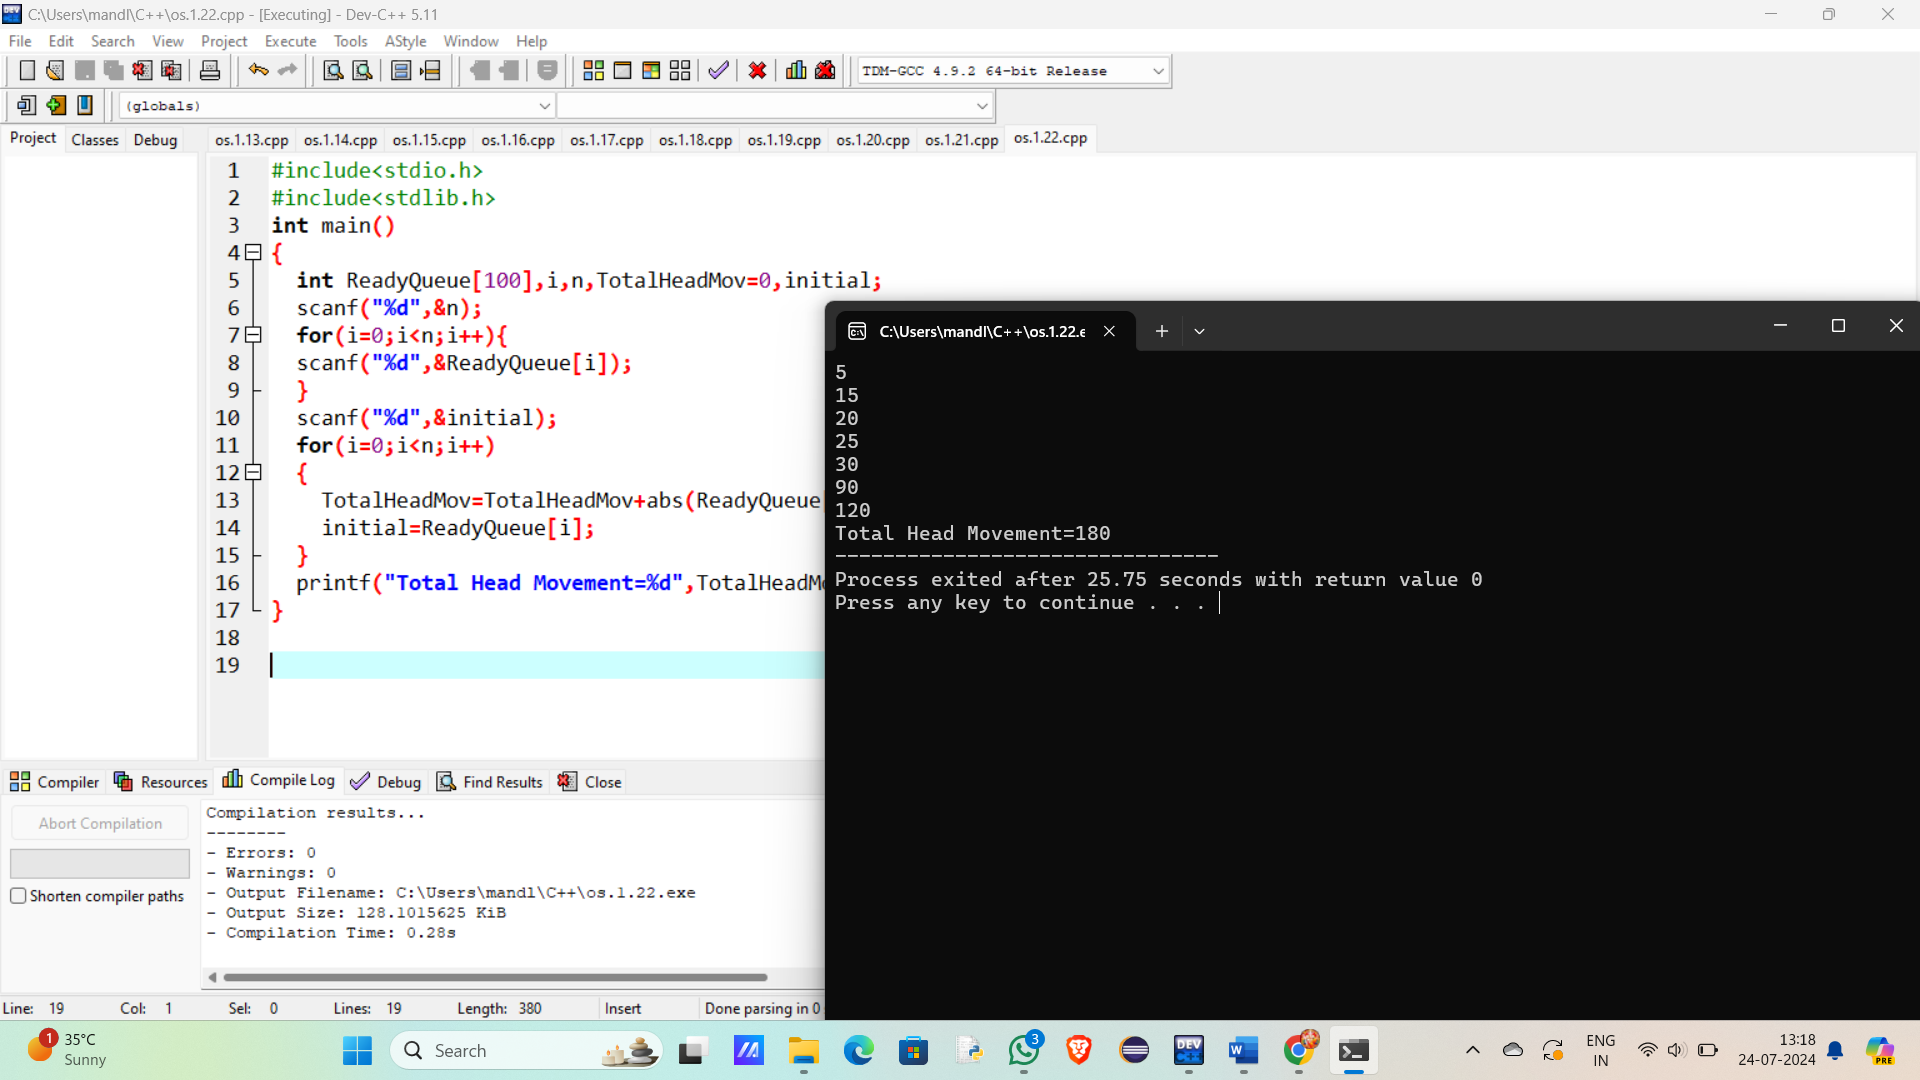 C:\Users\mandl\C++\os.1.22.cpp - [Executing] - Dev-C++ 5.11
File Edit Search View Project Execute Tools AStyle Window Help
TDM-GCC 4.9.2 64-bit Release
(globals)
Project Classes Debug os.1.13.cpp os.1.14.cpp os.1.15.cpp os.1.16.cpp os.1.17.cpp os.1.18.cpp os.1.19.cpp os.1.20.cpp os.1.21.cpp os.1.22.cpp
1 #include<stdio.h>
2 #include<stdlib.h>
3 int main()
4 {
5 int ReadyQueue[100],i,n,TotalHeadMov=0,initial;
6 scanf("%d",&n);
7 for(i=0;i<n;i++){
8 scanf("%d",&ReadyQueue[i]);
9 }
10 scanf("%d",&initial);
11 for(i=0;i<n;i++)
12 {
13 TotalHeadMov=TotalHeadMov+abs(ReadyQueue
14 initial=ReadyQueue[i];
15 }
16 printf("Total Head Movement=%d",TotalHeadMo
17 }
18
19
C:\Users\mandl\C++\os.1.22.e
5
15
20
25
30
90
120
Total Head Movement=180
--------------------------------
Process exited after 25.75 seconds with return value 0
Press any key to continue . . .
Compiler Resources Compile Log Debug Find Results Close
Abort Compilation
Shorten compiler paths
Compilation results...
--------
- Errors: 0
- Warnings: 0
- Output Filename: C:\Users\mandl\C++\os.1.22.exe
- Output Size: 128.1015625 KiB
- Compilation Time: 0.28s
Line: 19 Col: 1 Sel: 0 Lines: 19 Length: 380 Insert Done parsing in 0
1 35°C
Sunny
Search
3
DEV C++
W
PRE
ENG
IN
13:18
24-07-2024